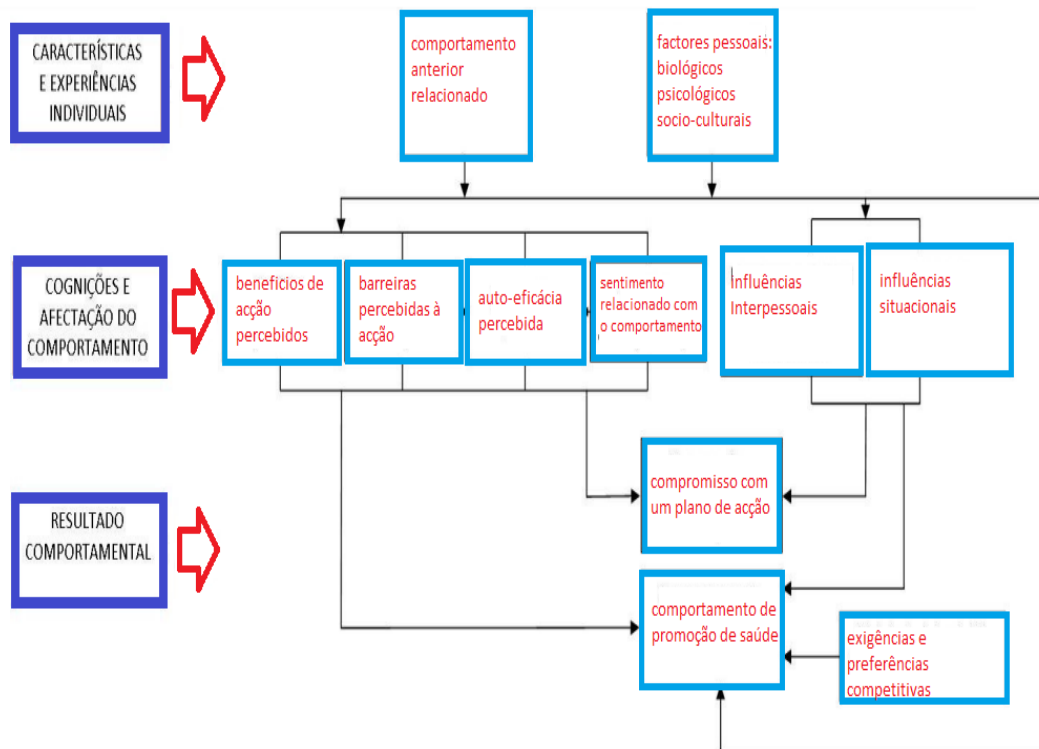 CARACTERÍSTICAS
E EXPERIÊNCIAS
INDIVIDUAIS
comportamento
anterior
relacionado
factores pessoais:
biológicos
psicológicos
socio-culturais
COGNIÇÕES E
AFECTAÇÃO DO
COMPORTAMENTO
beneficios de
acção
percebidos
barreiras
percebidas à
acção
auto-eficácia
percebida
sentimento
relacionado com
o comportamento
Influências
Interpessoais
influências
situacionais
RESULTADO
COMPORTAMENTAL
compromisso com
um plano de acção
comportamento de
promoção de saúde
exigências e
preferências
competitivas